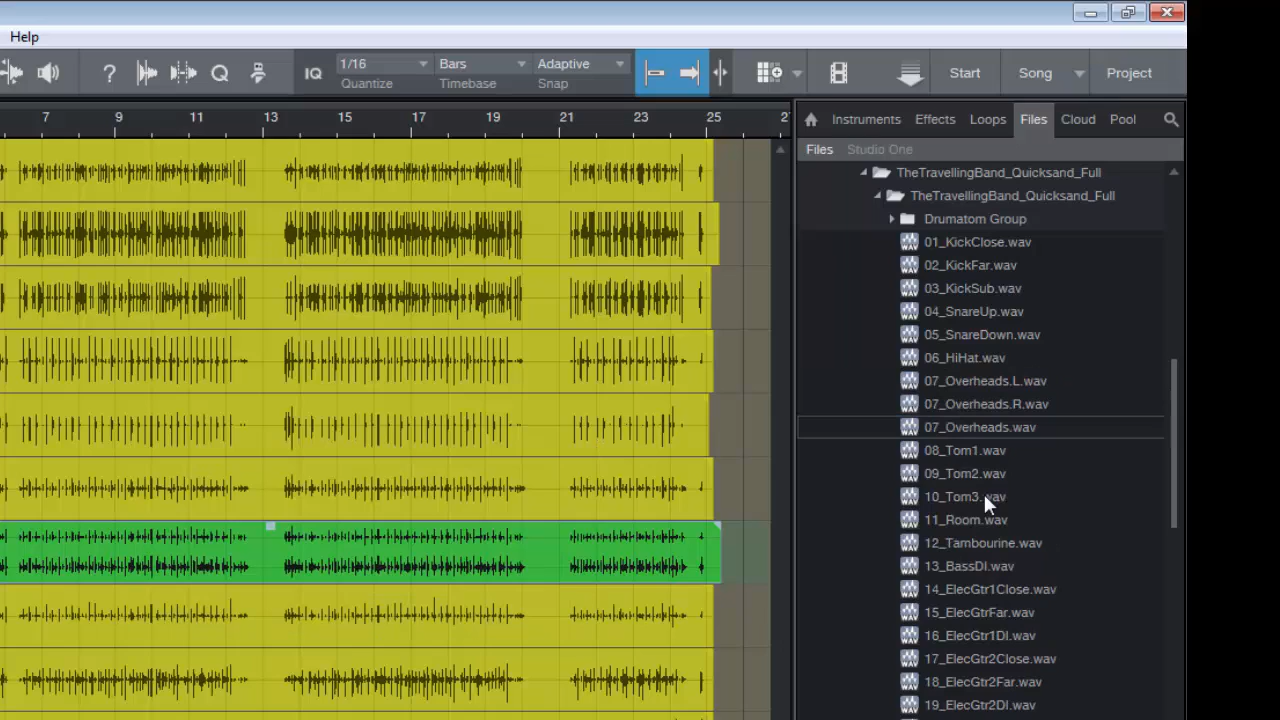 Help
? Q IQ 1/16 Bars Adaptive Start Song Project
Quantize Timebase Snap
7 9 11 13 15 17 19 21 23 25
Instruments Effects Loops Files Cloud Pool
Files Studio One
TheTravellingBand_Quicksand_Full
TheTravellingBand_Quicksand_Full
Drumatom Group
01_KickClose.wav
02_KickFar.wav
03_KickSub.wav
04_SnareUp.wav
05_SnareDown.wav
06_HiHat.wav
07_Overheads.L.wav
07_Overheads.R.wav
07_Overheads.wav
08_Tom1.wav
09_Tom2.wav
10_Tom3.wav
11_Room.wav
12_Tambourine.wav
13_BassDI.wav
14_ElecGtr1Close.wav
15_ElecGtrFar.wav
16_ElecGtr1DI.wav
17_ElecGtr2Close.wav
18_ElecGtr2Far.wav
19_ElecGtr2DI.wav